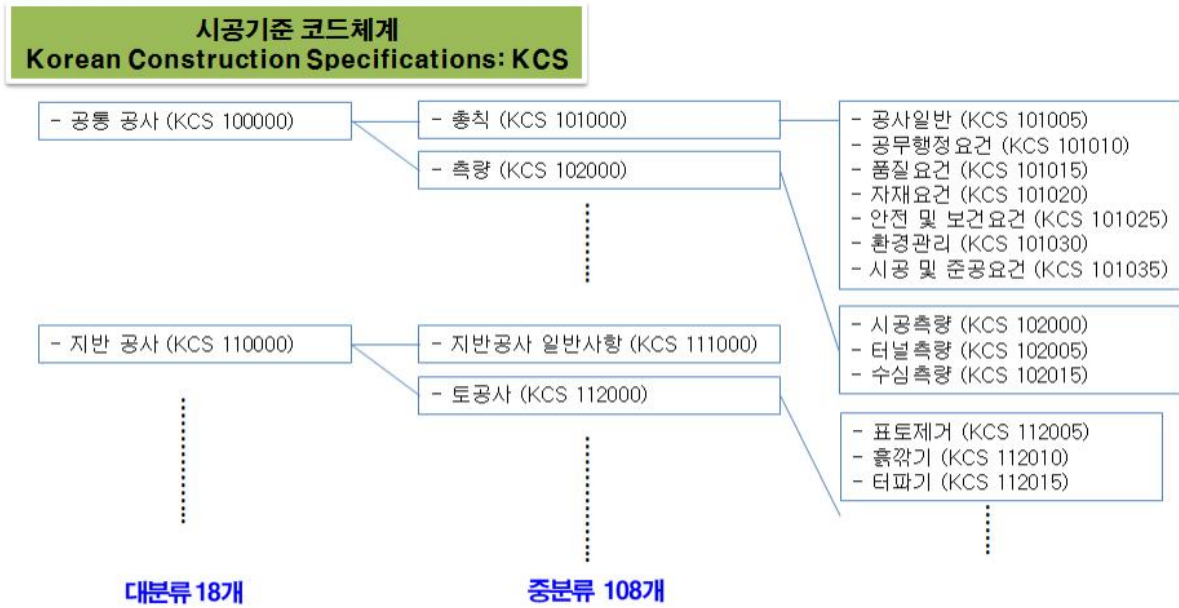 시공기준 코드체계
Korean Construction Specifications: KCS
- 공통 공사 (KCS 100000)
- 총칙 (KCS 101000)
- 측량 (KCS 102000)
- 공사일반 (KCS 101005)
- 공무행정요건 (KCS 101010)
- 품질요건 (KCS 101015)
- 자재요건 (KCS 101020)
- 안전 및 보건요건 (KCS 101025)
- 환경관리 (KCS 101030)
- 시공 및 준공요건 (KCS 101035)
- 시공측량 (KCS 102000)
- 터널측량 (KCS 102005)
- 수심측량 (KCS 102015)
- 지반 공사 (KCS 110000)
- 지반공사 일반사항 (KCS 111000)
- 토공사 (KCS 112000)
- 표토제거 (KCS 112005)
- 흙깎기 (KCS 112010)
- 터파기 (KCS 112015)
대분류 18개
중분류 108개